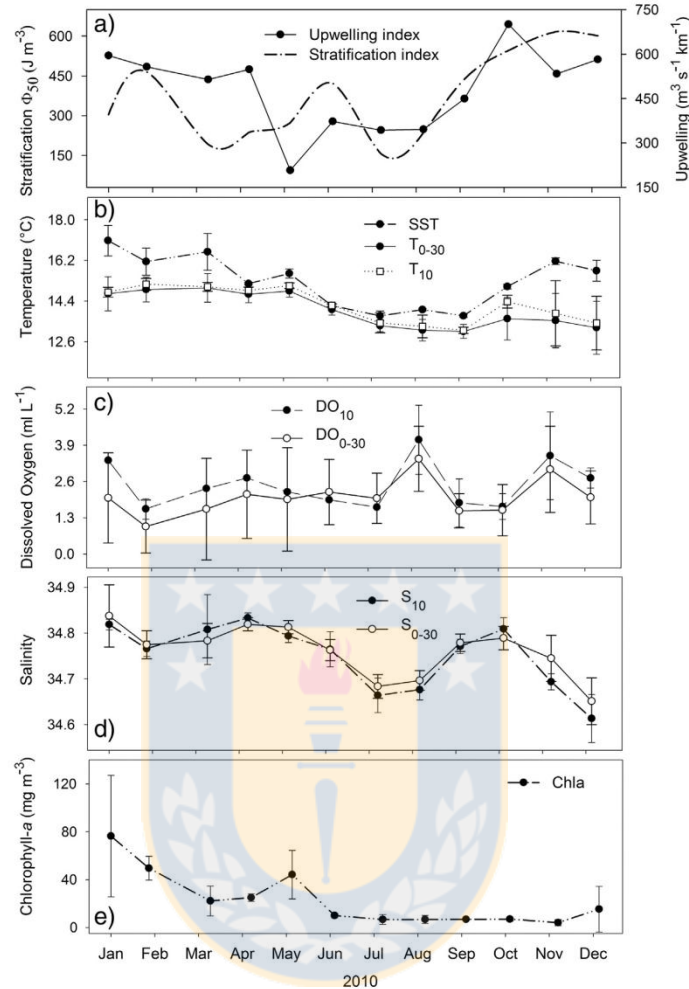 a)
Upwelling index
Stratification index
Stratification Φ50 (J m−3)
600
450
300
150
750
600
450
300
150
Upwelling (m3 s−1 km−1)
b)
SST
T0-30
T10
Temperature (°C)
18.0
16.2
14.4
12.6
c)
DO10
DO0-30
Dissolved Oxygen (ml L−1)
5.2
3.9
2.6
1.3
0.0
S10
S0-30
Salinity
34.9
34.8
34.7
34.6
d)
Chla
Chlorophyll-a (mg m−3)
120
80
40
0
e)
Jan Feb Mar Apr May Jun Jul Aug Sep Oct Nov Dec
2010